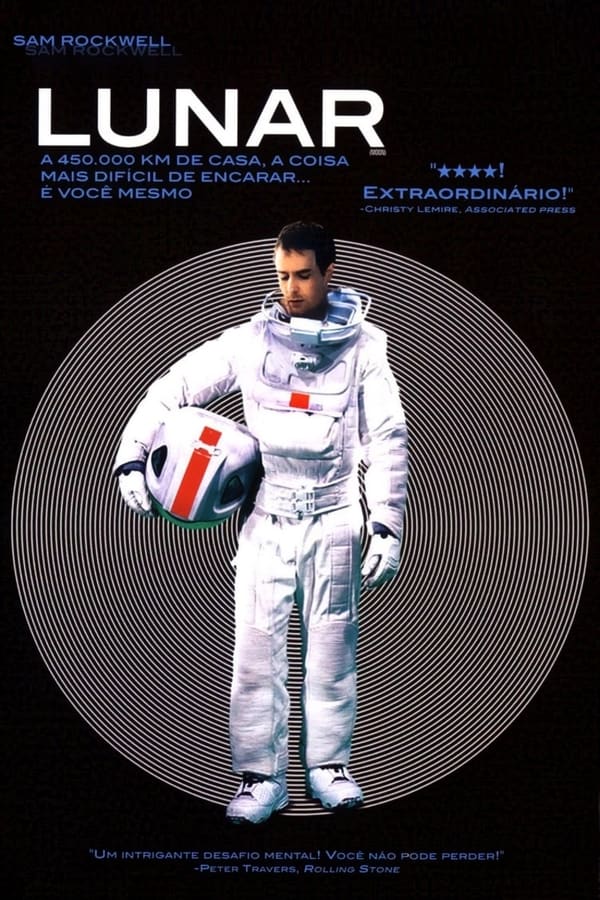 SAM ROCKWELL
SAM ROCKWELL
LUNAR
(MOON)
A 450.000 KM DE CASA, A COISA
MAIS DIFÍCIL DE ENCARAR...
É VOCÊ MESMO
"★★★★!
EXTRAORDINÁRIO!"
-CHRISTY LEMIRE, ASSOCIATED PRESS
"UM INTRIGANTE DESAFIO MENTAL! VOCÊ NÃO PODE PERDER!"
-PETER TRAVERS, ROLLING STONE